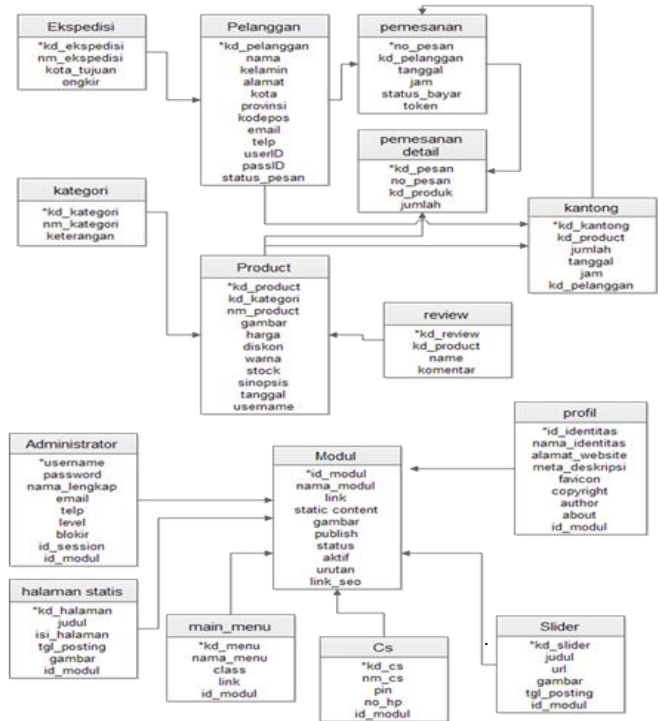 Ekspedisi
*kd_ekspedisi
nm_ekspedisi
kota_tujuan
ongkir
Pelanggan
*kd_pelanggan
nama
kelamin
alamat
kota
provinsi
kodepos
email
telp
userID
passID
status_pesan
pemesanan
*no_pesan
kd_pelanggan
tanggal
jam
status_bayar
token
pemesanan
detail
*kd_pesan
no_pesan
kd_produk
jumlah
kategori
*kd_kategori
nm_kategori
keterangan
kantong
*kd_kantong
kd_product
jumlah
tanggal
jam
kd_pelanggan
Product
*kd_product
kd_kategori
nm_product
gambar
harga
diskon
warna
stock
sinopsis
tanggal
username
review
*kd_review
kd_product
name
komentar
Administrator
*username
password
nama_lengkap
email
telp
level
blokir
id_session
id_modul
Modul
*id_modul
nama_modul
link
static content
gambar
publish
status
aktif
urutan
link_seo
profil
*id_identitas
nama_identitas
alamat_website
meta_deskripsi
favicon
copyright
author
about
id_modul
halaman statis
*kd_halaman
judul
isi_halaman
tgl_posting
gambar
id_modul
main_menu
*kd_menu
nama_menu
class
link
id_modul
Cs
*kd_cs
nm_cs
pin
no_hp
id_modul
Slider
*kd_slider
judul
url
gambar
tgl_posting
id_modul